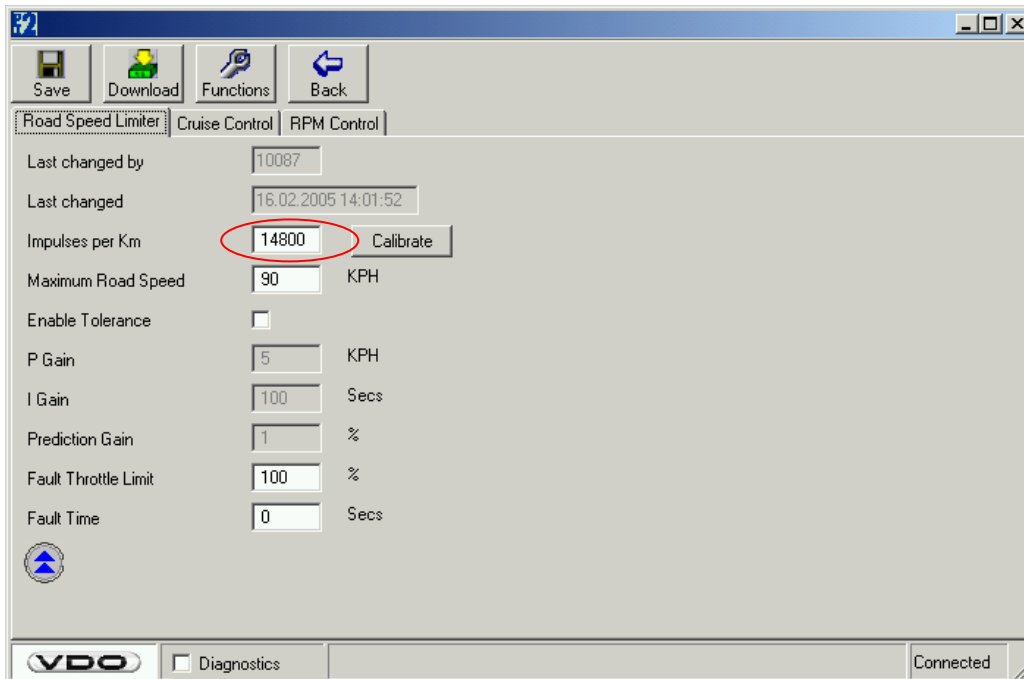 Save Download Functions Back
Road Speed Limiter Cruise Control RPM Control
Last changed by 10087
Last changed 16.02.2005 14:01:52
Impulses per Km 14800 Calibrate
Maximum Road Speed 90 KPH
Enable Tolerance
P Gain 5 KPH
I Gain 100 Secs
Prediction Gain 1 %
Fault Throttle Limit 100 %
Fault Time 0 Secs
VDO Diagnostics Connected